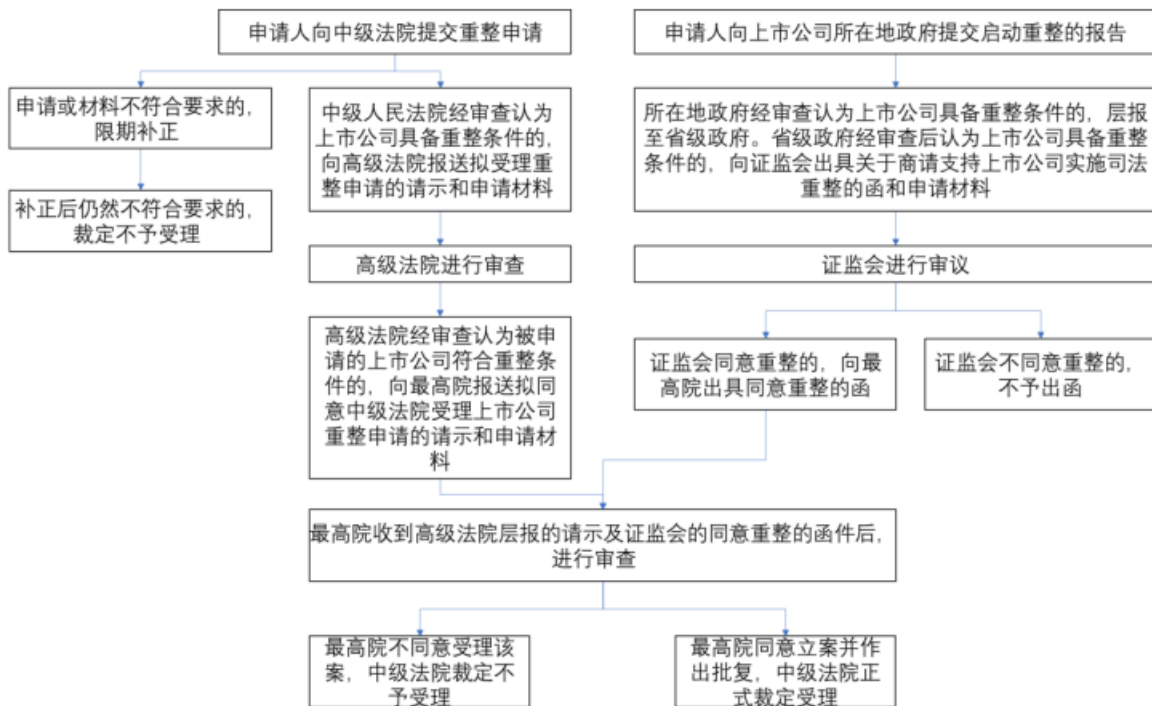 申请人向中级法院提交重整申请
申请人向上市公司所在地政府提交启动重整的报告
申请或材料不符合要求的，
限期补正
中级人民法院经审查认为
上市公司具备重整条件的，
向高级法院报送拟受理重
整申请的请示和申请材料
所在地政府经审查认为上市公司具备重整条件的，层报
至省级政府。省级政府经审查后认为上市公司具备重整
条件的，向证监会出具关于商请支持上市公司实施司法
重整的函和申请材料
补正后仍然不符合要求的，
裁定不予受理
高级法院进行审查
证监会进行审议
高级法院经审查认为被申
请的上市公司符合重整条
件的，向最高院报送拟同
意中级法院受理上市公司
重整申请的请示和申请材
料
证监会同意重整的，向最
高院出具同意重整的函
证监会不同意重整的，
不予出函
最高院收到高级法院层报的请示及证监会的同意重整的函件后，
进行审查
最高院不同意受理该
案，中级法院裁定不
予受理
最高院同意立案并作
出批复，中级法院正
式裁定受理